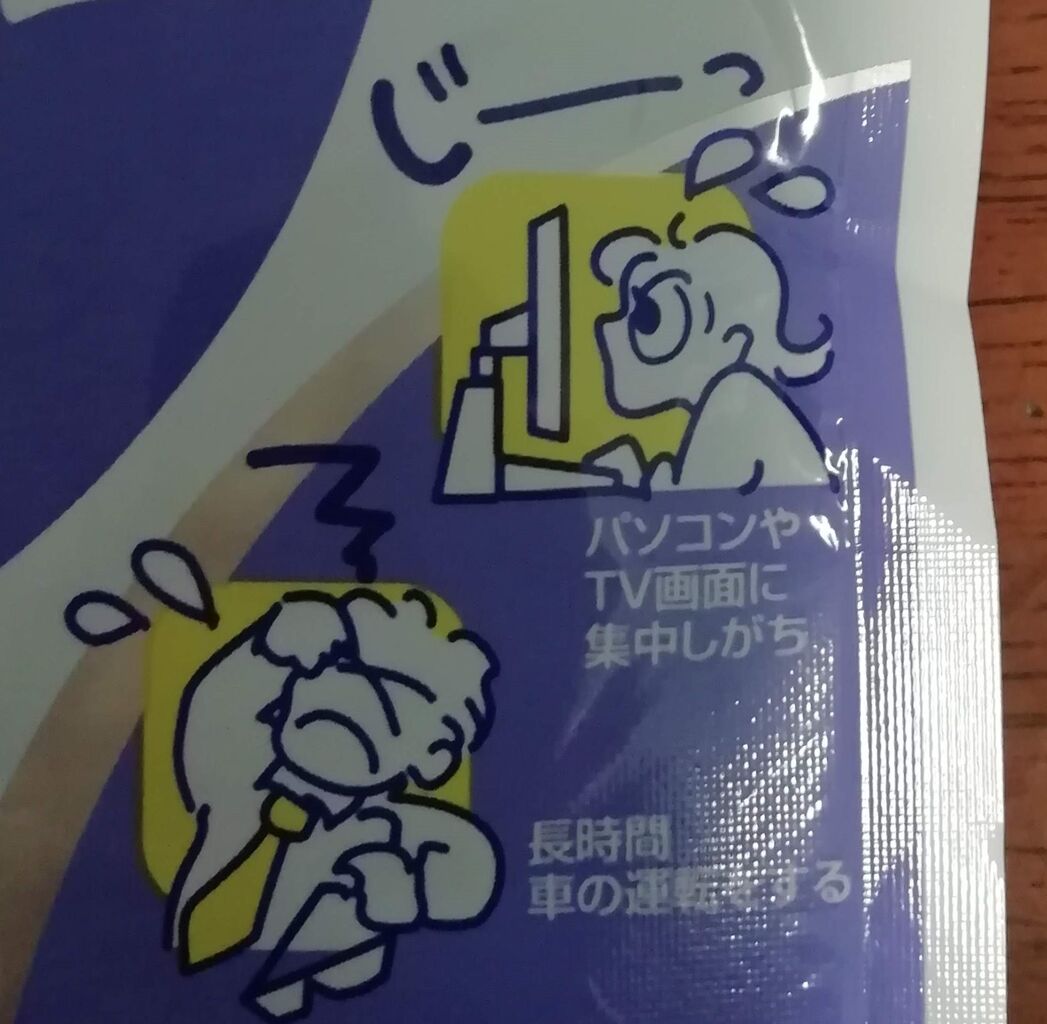 じーっ
パソコンや
TV画面に
集中しがち
長時間
車の運転をする